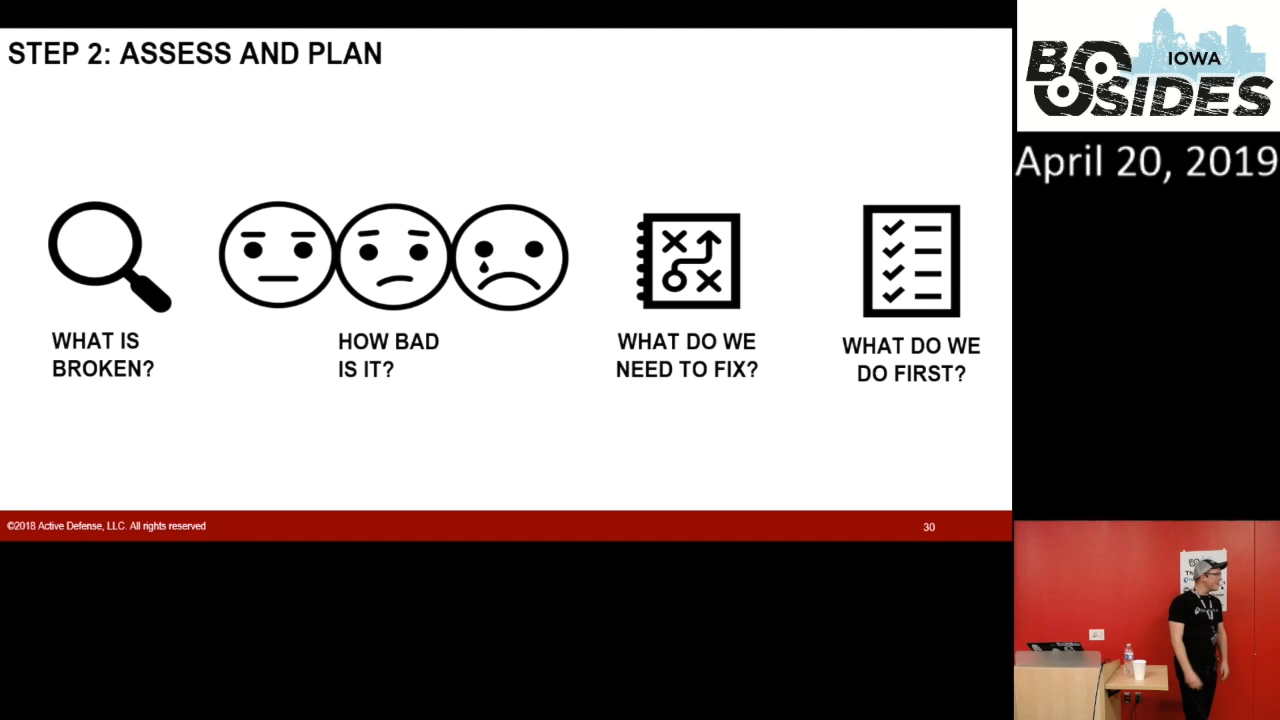 STEP 2: ASSESS AND PLAN
WHAT IS
BROKEN?
HOW BAD
IS IT?
WHAT DO WE
NEED TO FIX?
WHAT DO WE
DO FIRST?
©2018 Active Defense, LLC. All rights reserved
30
IOWA
BSIDES
April 20, 2019